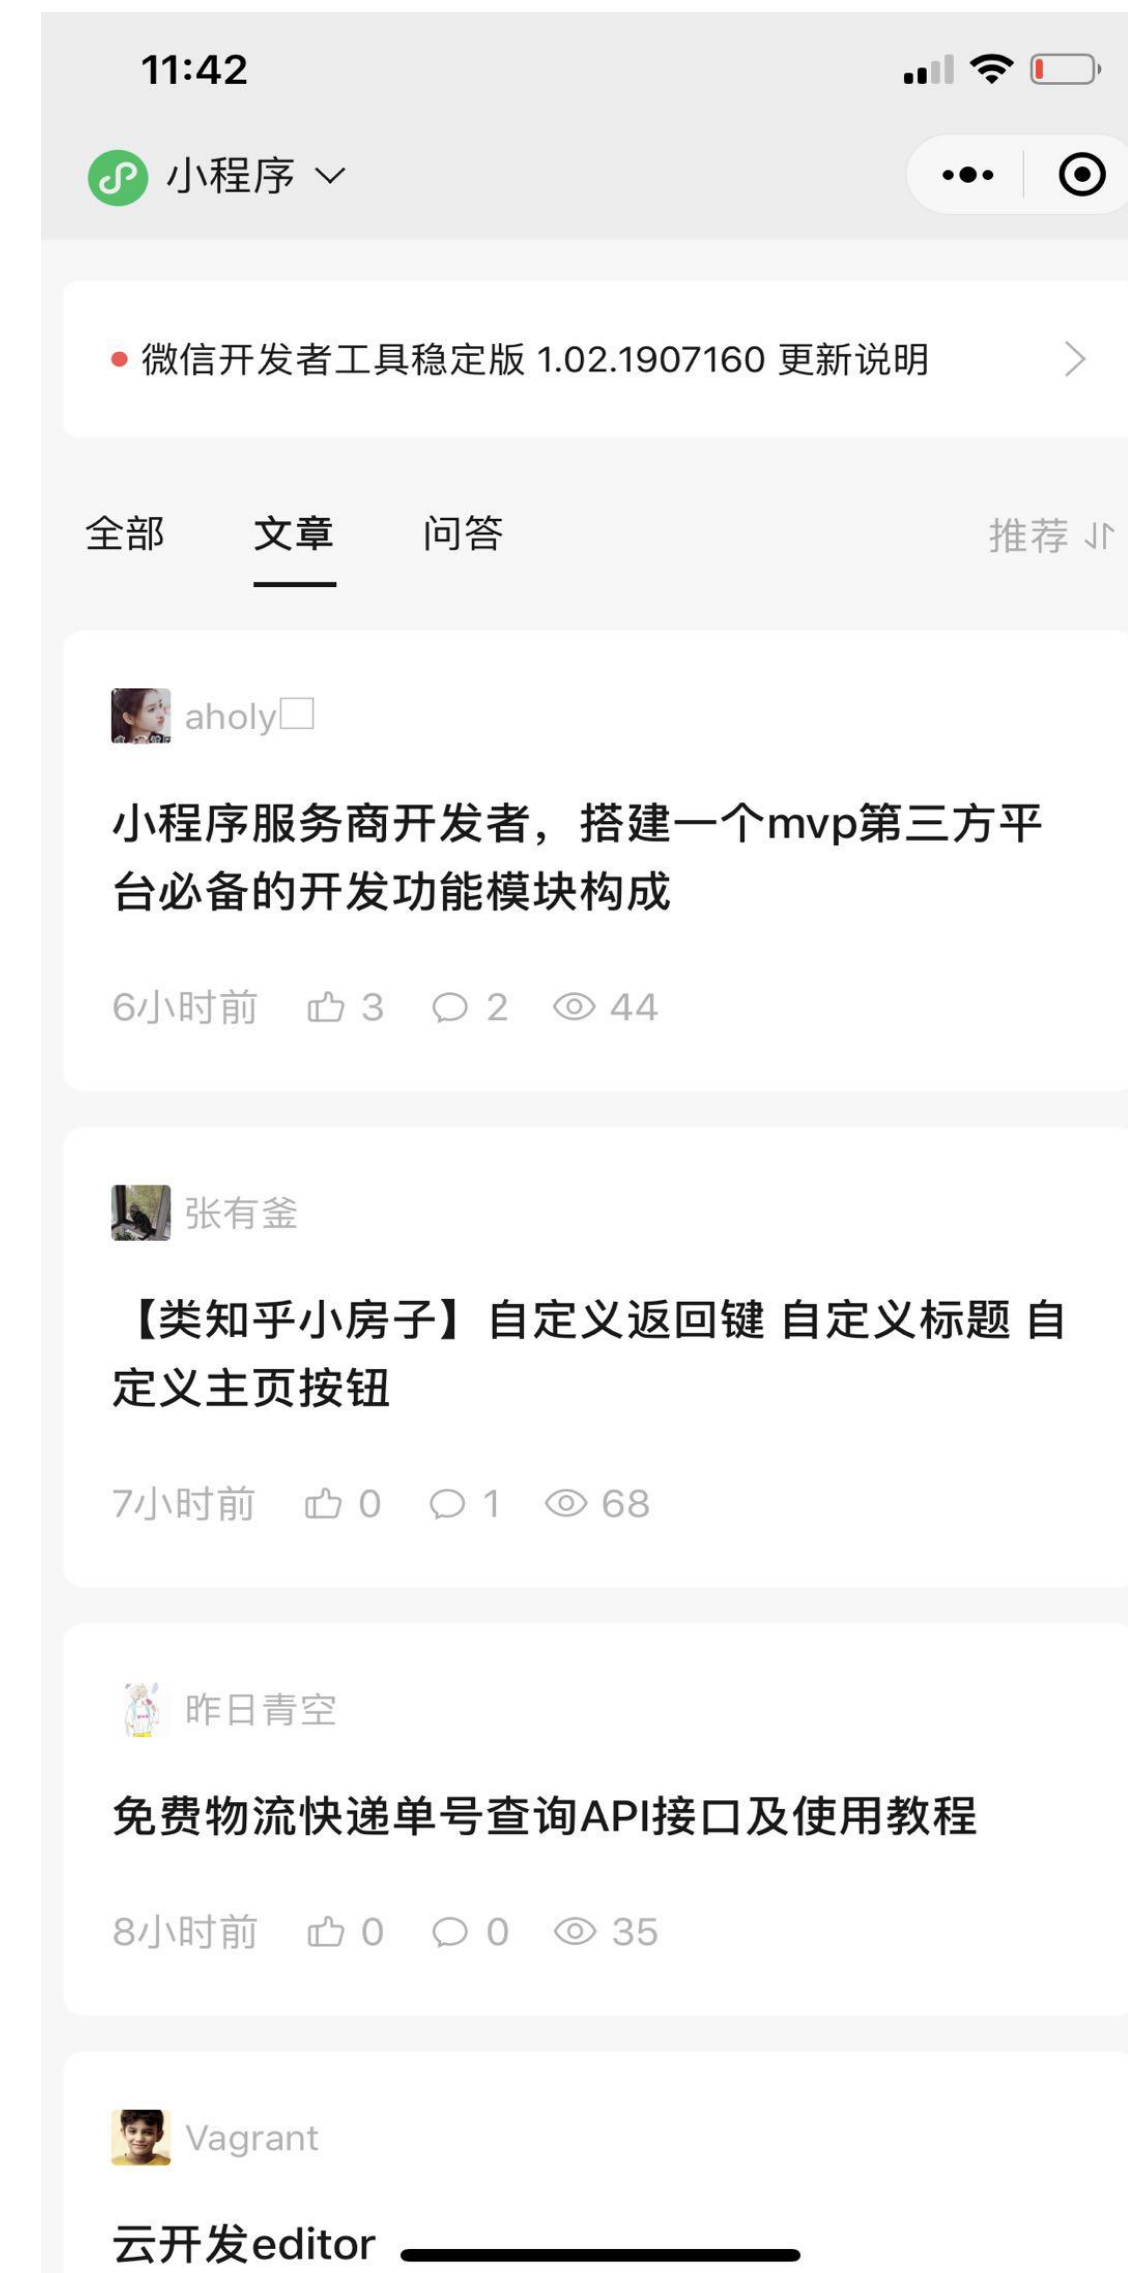 11:42
小程序
微信开发者工具稳定版 1.02.1907160 更新说明
全部 文章 问答 推荐
aholy
小程序服务商开发者，搭建一个mvp第三方平
台必备的开发功能模块构成
6小时前 3 2 44
张有釜
【类知乎小房子】自定义返回键 自定义标题 自
定义主页按钮
7小时前 0 1 68
昨日青空
免费物流快递单号查询API接口及使用教程
8小时前 0 0 35
Vagrant
云开发editor